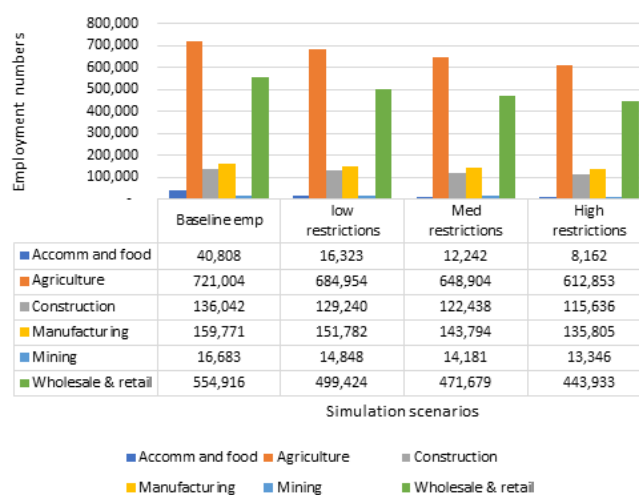 Employment numbers
800,000
700,000
600,000
500,000
400,000
300,000
200,000
100,000
-
Baseline emp
low restrictions
Med restrictions
High restrictions
Accomm and food 40,808 16,323 12,242 8,162
Agriculture 721,004 684,954 648,904 612,853
Construction 136,042 129,240 122,438 115,636
Manufacturing 159,771 151,782 143,794 135,805
Mining 16,683 14,848 14,181 13,346
Wholesale & retail 554,916 499,424 471,679 443,933
Simulation scenarios
Accomm and food Agriculture Construction
Manufacturing Mining Wholesale & retail